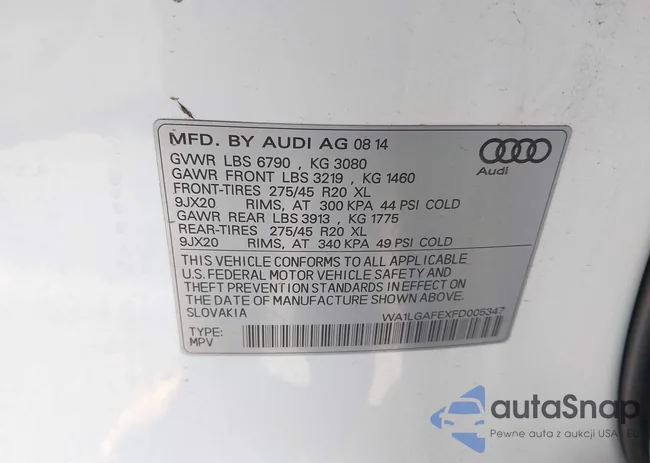 MFD. BY AUDI AG 08 14
GVWR LBS 6790 , KG 3080
GAWR FRONT LBS 3219 , KG 1460
FRONT-TIRES 275/45 R20 XL
9JX20 RIMS, AT 300 KPA 44 PSI COLD
GAWR REAR LBS 3913 , KG 1775
REAR-TIRES 275/45 R20 XL
9JX20 RIMS, AT 340 KPA 49 PSI COLD
Audi
THIS VEHICLE CONFORMS TO ALL APPLICABLE
U.S. FEDERAL MOTOR VEHICLE SAFETY AND
THEFT PREVENTION STANDARDS IN EFFECT ON
THE DATE OF MANUFACTURE SHOWN ABOVE.
SLOVAKIA
WA1LGAFEXFD005347
TYPE:
MPV
autaSnap
Pewne auta z aukcji USA i EU